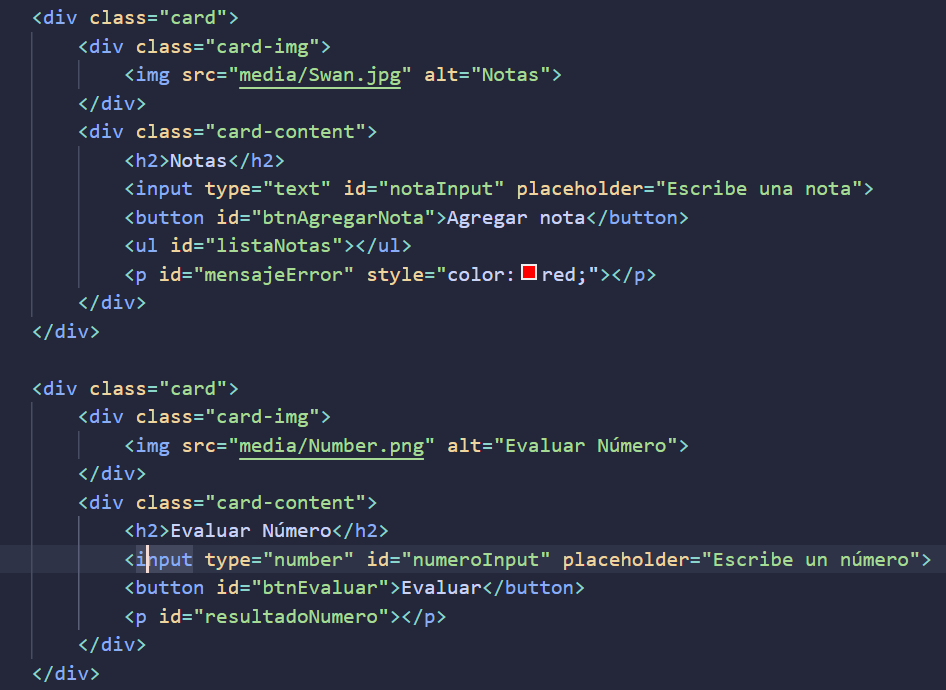 <div class="card">
    <div class="card-img">
        <img src="media/Swan.jpg" alt="Notas">
    </div>
    <div class="card-content">
        <h2>Notas</h2>
        <input type="text" id="notaInput" placeholder="Escribe una nota">
        <button id="btnAgregarNota">Agregar nota</button>
        <ul id="listaNotas"></ul>
        <p id="mensajeError" style="color:red;"></p>
    </div>
</div>

<div class="card">
    <div class="card-img">
        <img src="media/Number.png" alt="Evaluar Número">
    </div>
    <div class="card-content">
        <h2>Evaluar Número</h2>
        <input type="number" id="numeroInput" placeholder="Escribe un número">
        <button id="btnEvaluar">Evaluar</button>
        <p id="resultadoNumero"></p>
    </div>
</div>